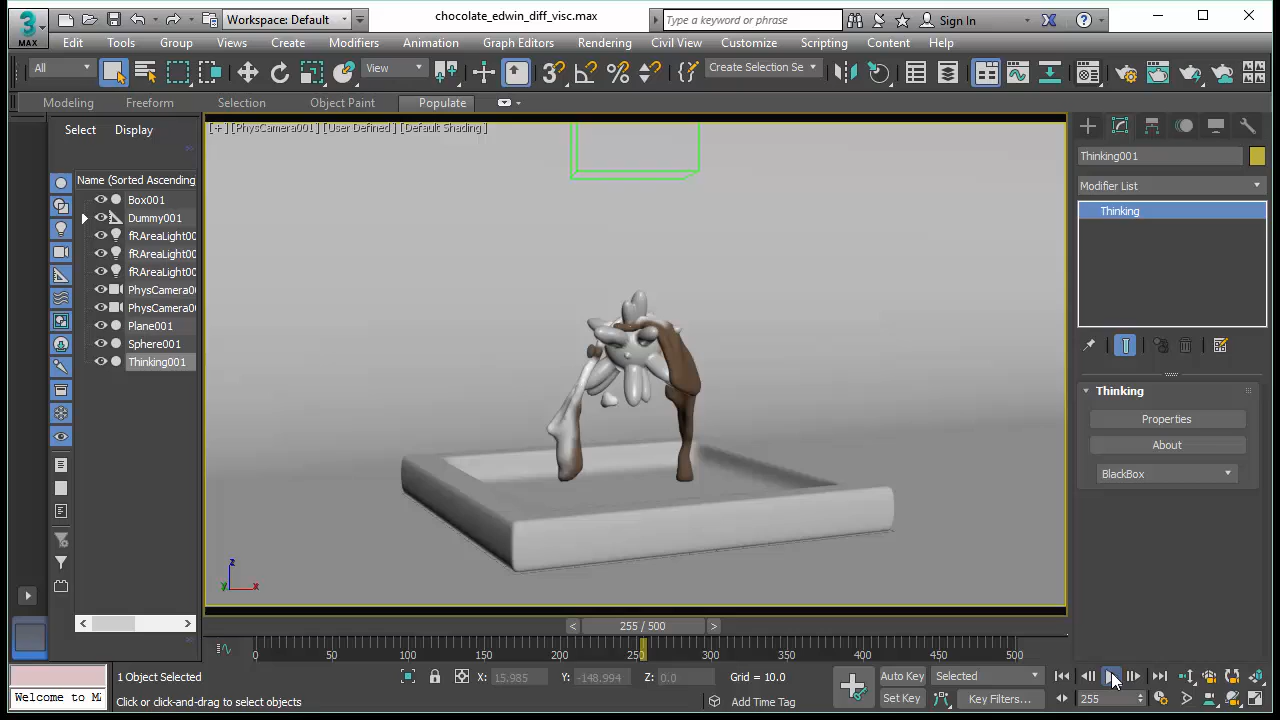 3
MAX
Workspace: Default
chocolate_edwin_diff_visc.max
Type a keyword or phrase
Sign In
Edit Tools Group Views Create Modifiers Animation Graph Editors Rendering Civil View Customize Scripting Content Help
All
View
Create Selection Se
Modeling Freeform Selection Object Paint Populate
Select Display
[ + ] [PhysCamera001 ] [User Defined ] [Default Shading ]
Name (Sorted Ascending
Box001
Dummy001
fRAreaLight00
fRAreaLight00
fRAreaLight00
PhysCamera0
PhysCamera0
Plane001
Sphere001
Thinking001
Thinking001
Modifier List
Thinking
Thinking
Properties
About
BlackBox
z
y
x
255 / 500
0 50 100 150 200 250 300 350 400 450 500
1 Object Selected
X: 15.985
Y: -148.994
Z: 0.0
Grid = 10.0
Auto Key
Selected
Welcome to MA
Click or click-and-drag to select objects
Add Time Tag
Set Key
Key Filters...
255